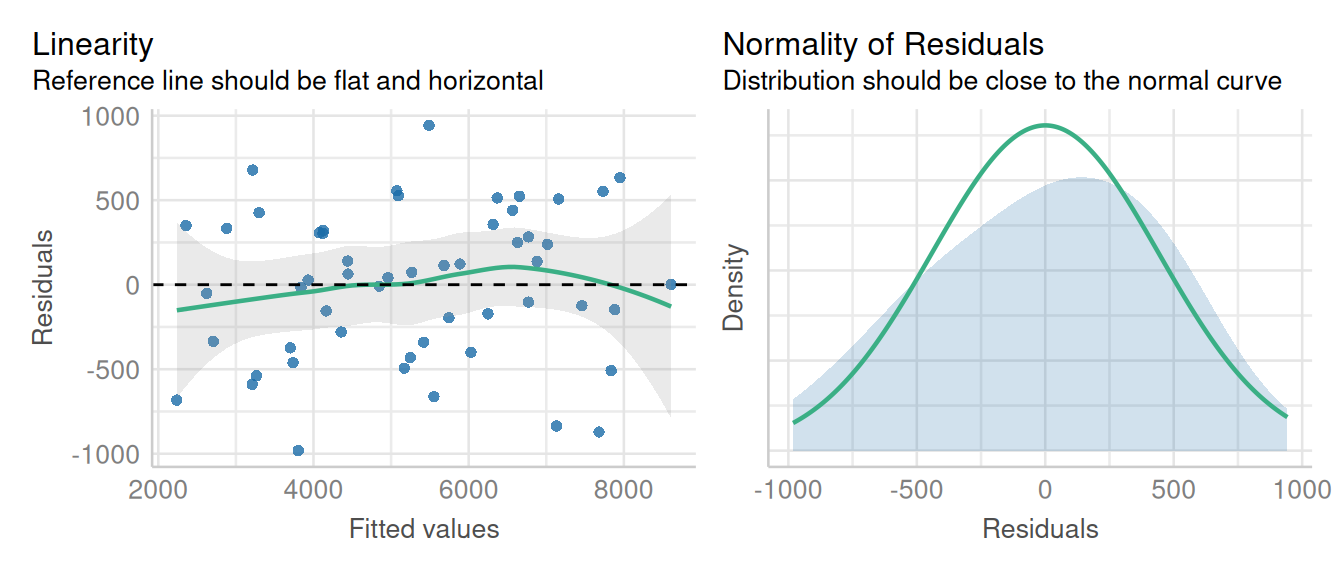 Linearity
Reference line should be flat and horizontal
1000
500
0
-500
-1000
Residuals
2000 4000 6000 8000
Fitted values
Normality of Residuals
Distribution should be close to the normal curve
Density
-1000 -500 0 500 1000
Residuals